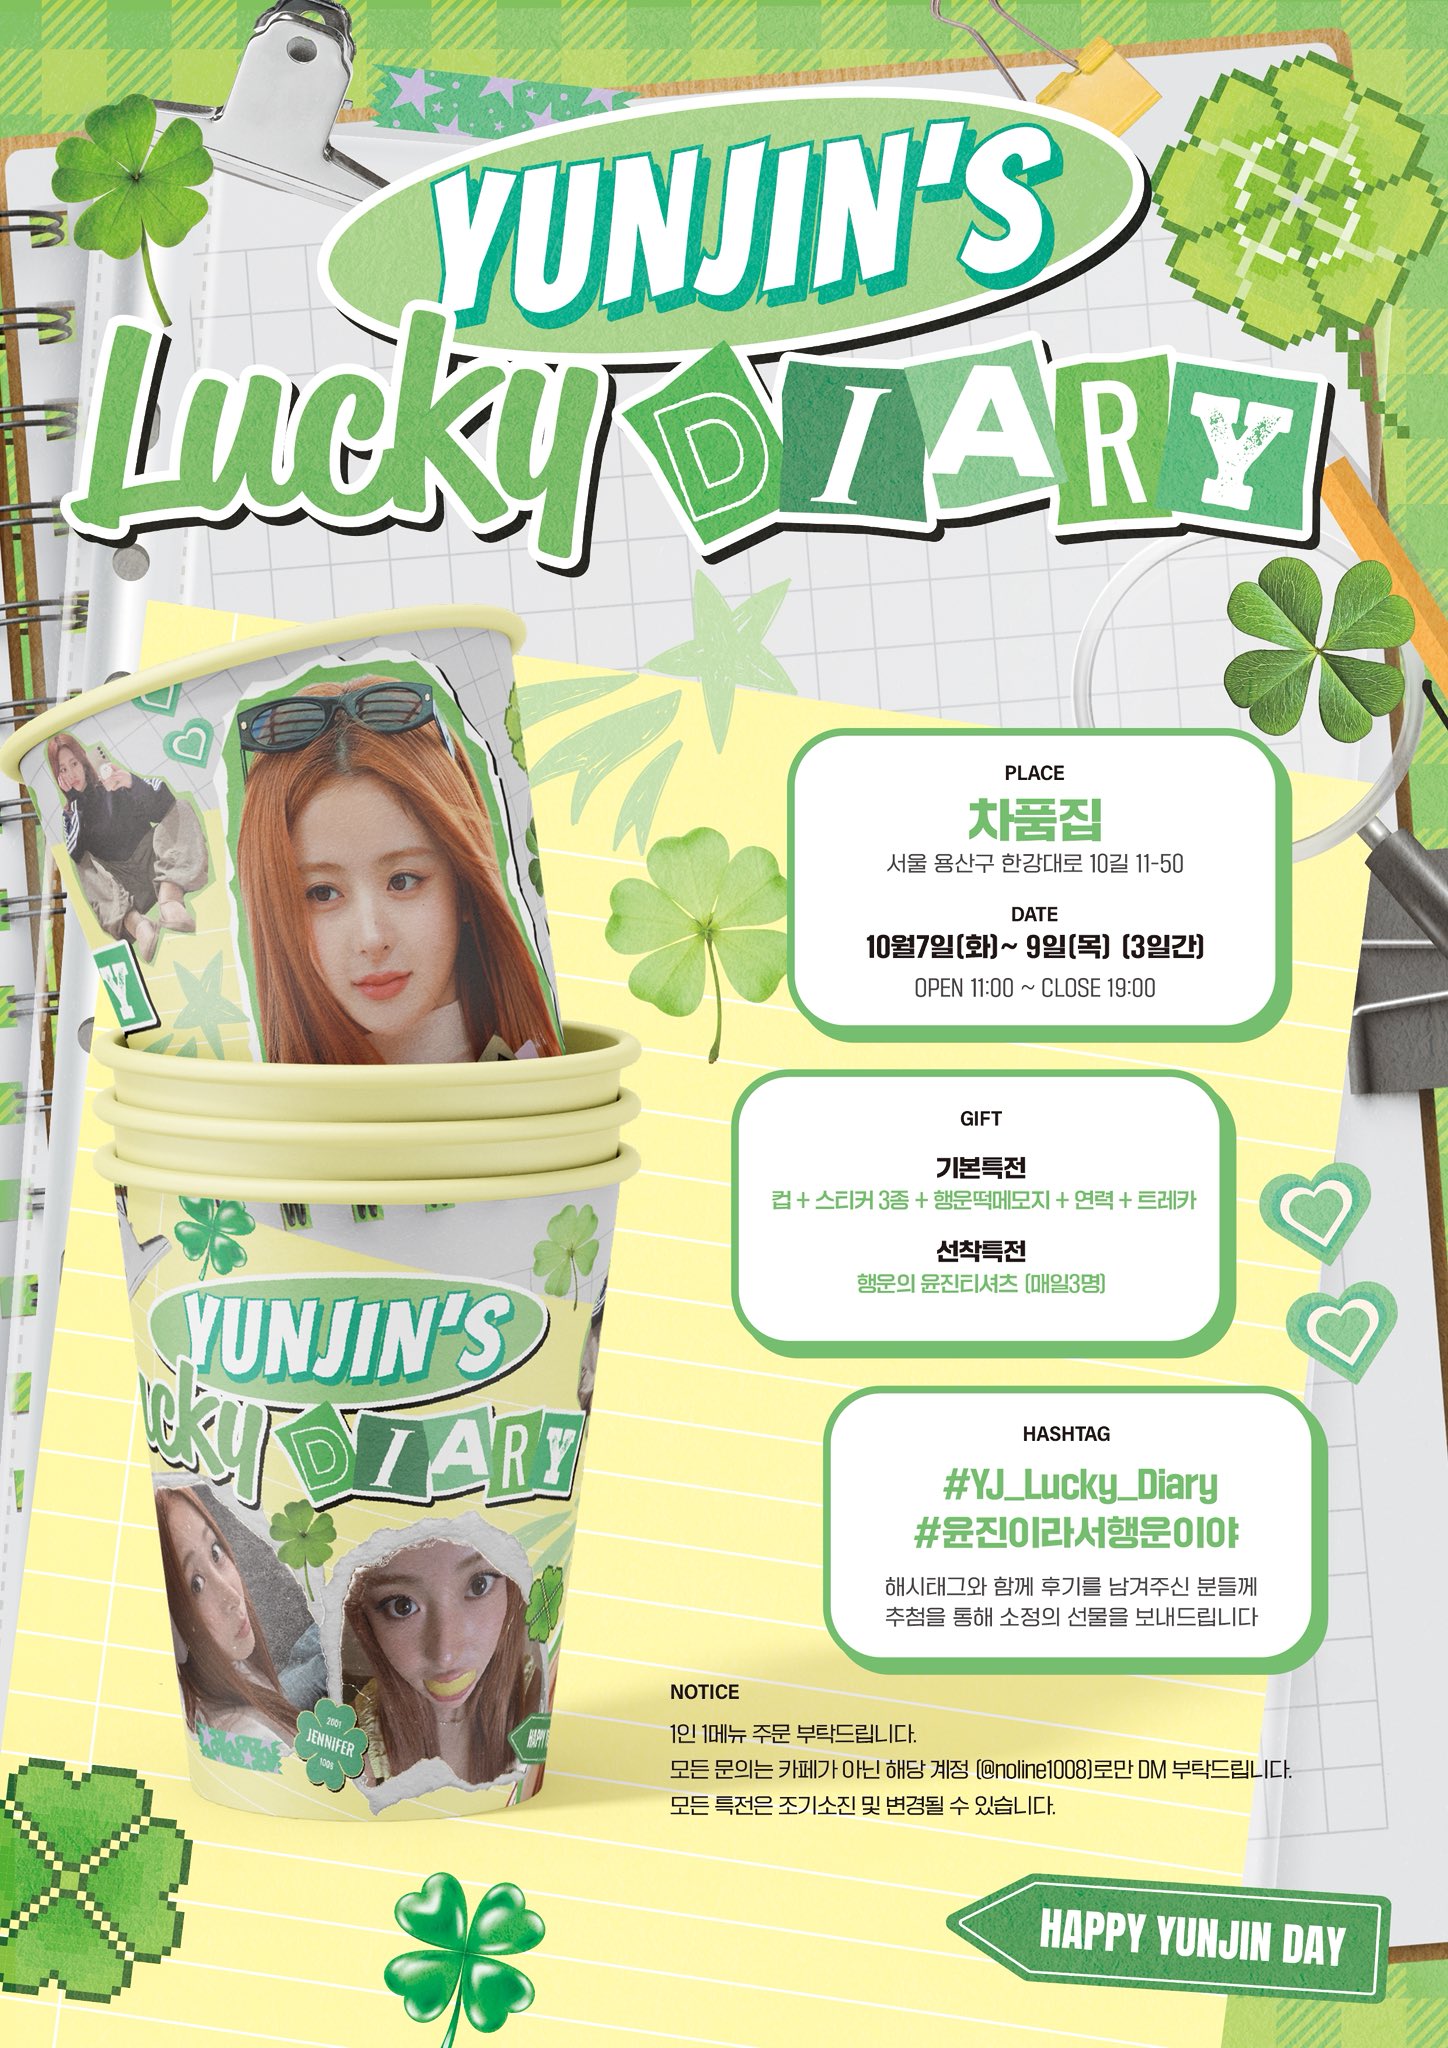 YUNJIN'S
Lucky DIARY
PLACE
차품집
서울 용산구 한강대로 10길 11-50
DATE
10월7일(화)~ 9일(목) (3일간)
OPEN 11:00 ~ CLOSE 19:00
GIFT
기본특전
컵 + 스티커 3종 + 행운떡메모지 + 연력 + 트레카
선착특전
행운의 윤진티셔츠 (매일3명)
HASHTAG
#YJ_Lucky_Diary
#윤진이라서행운이야
해시태그와 함께 후기를 남겨주신 분들께
추첨을 통해 소정의 선물을 보내드립니다
NOTICE
1인 1메뉴 주문 부탁드립니다.
모든 문의는 카페가 아닌 해당 계정 (@noline1008)로만 DM 부탁드립니다.
모든 특전은 조기소진 및 변경될 수 있습니다.
Y
YUNJIN'S
ucky DIARY
2001
JENNIFER
1008
HAPPY
HAPPY YUNJIN DAY